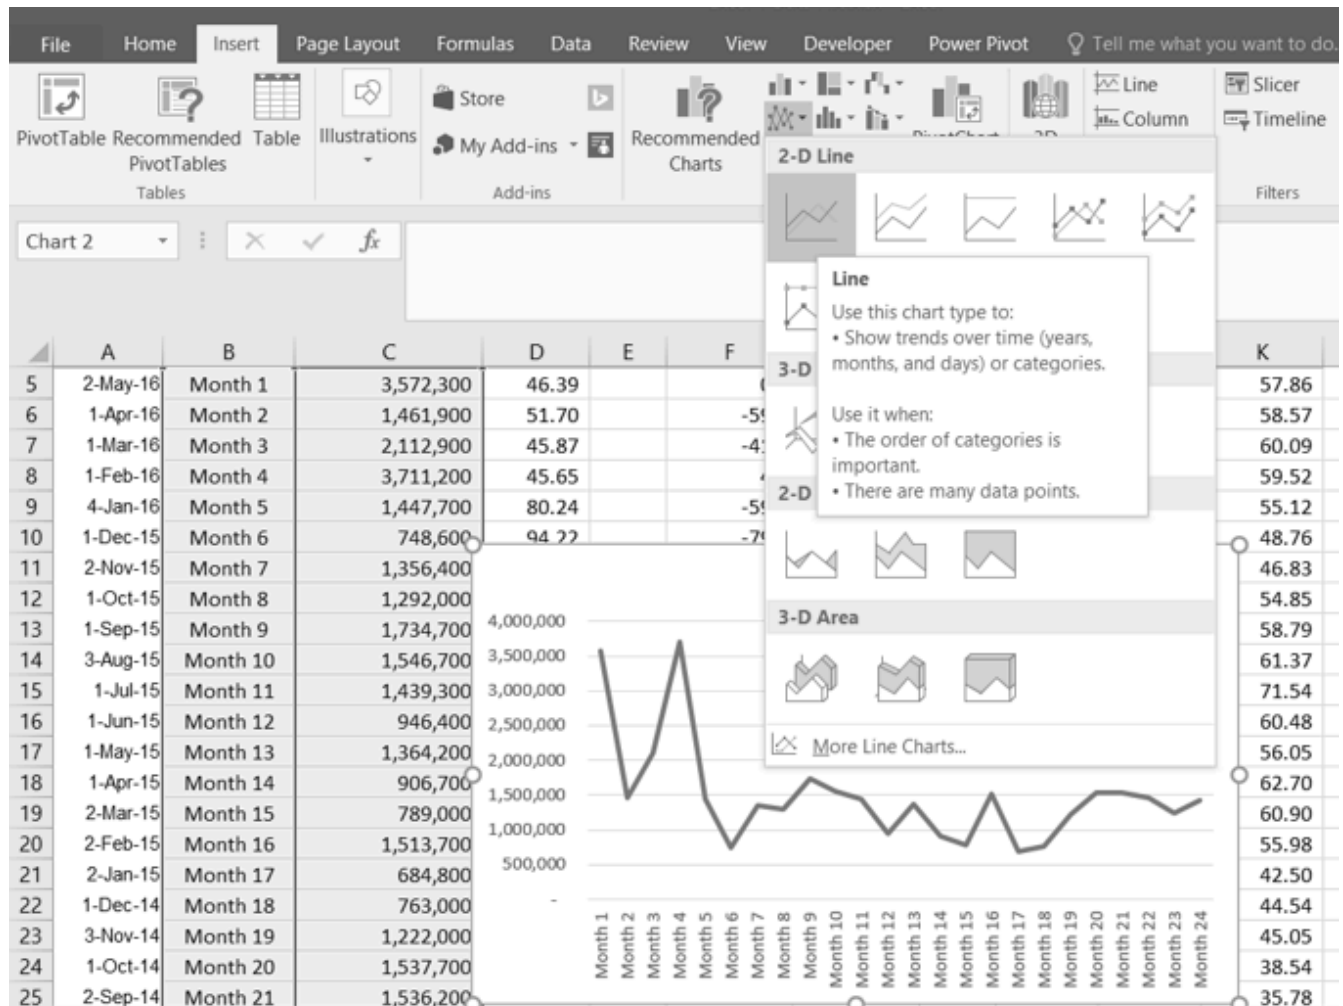 File Home Insert Page Layout Formulas Data Review View Developer Power Pivot Tell me what you want to do.
PivotTable Recommended PivotTables Table
Illustrations
Store
My Add-ins
Recommended Charts
Line
Column
Slicer
Timeline
Tables
Add-ins
Filters
Chart 2 fx
2-D Line
Line
Use this chart type to:
• Show trends over time (years,
months, and days) or categories.
Use it when:
• The order of categories is
important.
• There are many data points.
3-D
2-D
3-D Area
More Line Charts...
A B C D E F K
5 2-May-16 Month 1 3,572,300 46.39 57.86
6 1-Apr-16 Month 2 1,461,900 51.70 58.57
7 1-Mar-16 Month 3 2,112,900 45.87 60.09
8 1-Feb-16 Month 4 3,711,200 45.65 59.52
9 4-Jan-16 Month 5 1,447,700 80.24 55.12
10 1-Dec-15 Month 6 748,600 94.22 48.76
11 2-Nov-15 Month 7 1,356,400 46.83
12 1-Oct-15 Month 8 1,292,000 54.85
13 1-Sep-15 Month 9 1,734,700 58.79
14 3-Aug-15 Month 10 1,546,700 61.37
15 1-Jul-15 Month 11 1,439,300 71.54
16 1-Jun-15 Month 12 946,400 60.48
17 1-May-15 Month 13 1,364,200 56.05
18 1-Apr-15 Month 14 906,700 62.70
19 2-Mar-15 Month 15 789,000 60.90
20 2-Feb-15 Month 16 1,513,700 55.98
21 2-Jan-15 Month 17 684,800 42.50
22 1-Dec-14 Month 18 763,000 44.54
23 3-Nov-14 Month 19 1,222,000 45.05
24 1-Oct-14 Month 20 1,537,700 38.54
25 2-Sep-14 Month 21 1,536,200 35.78
4,000,000
3,500,000
3,000,000
2,500,000
2,000,000
1,500,000
1,000,000
500,000
-
Month 1
Month 2
Month 3
Month 4
Month 5
Month 6
Month 7
Month 8
Month 9
Month 10
Month 11
Month 12
Month 13
Month 14
Month 15
Month 16
Month 17
Month 18
Month 19
Month 20
Month 21
Month 22
Month 23
Month 24